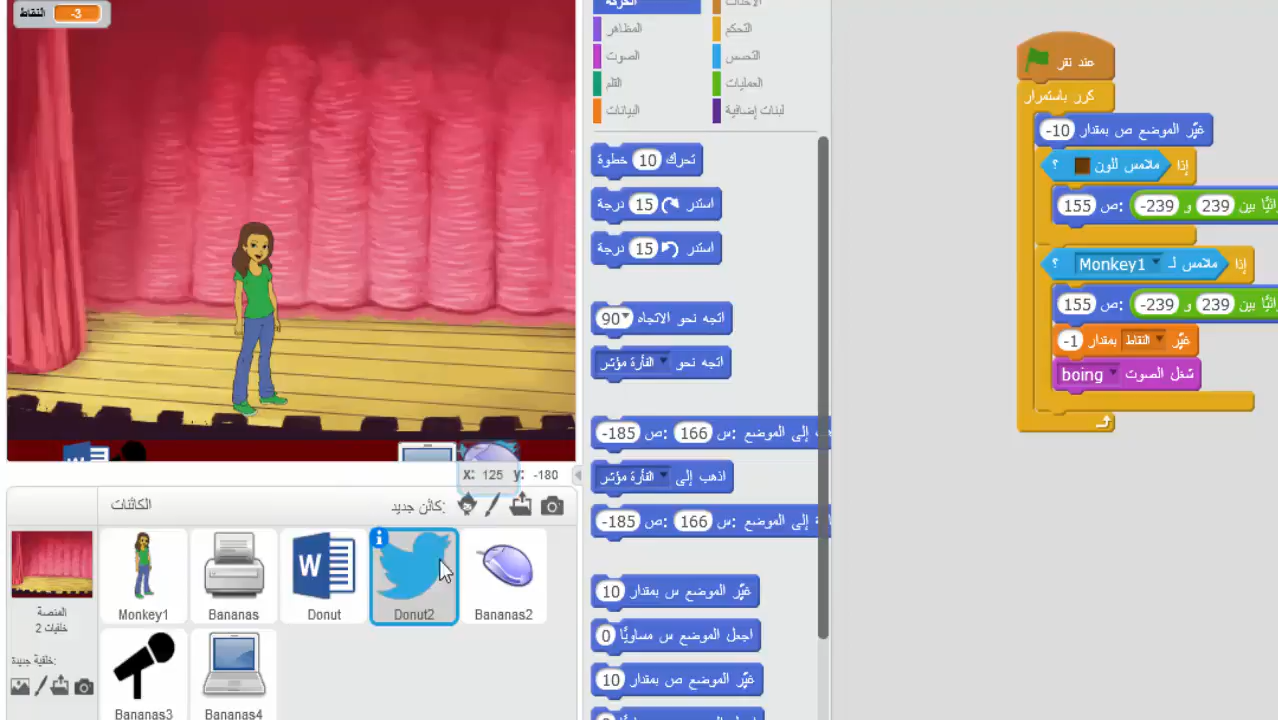 النقاط -3
الحركة
الأحداث
المظاهر
التحكم
الصوت
التحسس
القلم
العمليات
البيانات
لبنات إضافية
تحرك 10 خطوة
استدر 15 درجة
استدر 15 درجة
اتجه نحو الاتجاه 90
اتجه نحو مؤشر الفأرة
إلى الموضع س: 166 ص: -185
اذهب إلى مؤشر الفأرة
إلى الموضع س: 166 ص: -185
غيّر الموضع س بمقدار 10
اجعل الموضع س مساويًا 0
غيّر الموضع ص بمقدار 10
عند نقر
كرر باستمرار
غيّر الموضع ص بمقدار -10
إذا ملامس للون ؟
بين 239 و -239 ص: 155
إذا ملامس لـ Monkey1 ؟
بين 239 و -239 ص: 155
غيّر النقاط بمقدار -1
شغل الصوت boing
x: 125 y: -180
الكائنات
كائن جديد:
المنصة
2 خلفيات
خلفية جديدة:
Monkey1
Bananas
W
Donut
Donut2
Bananas2
Bananas3
Bananas4